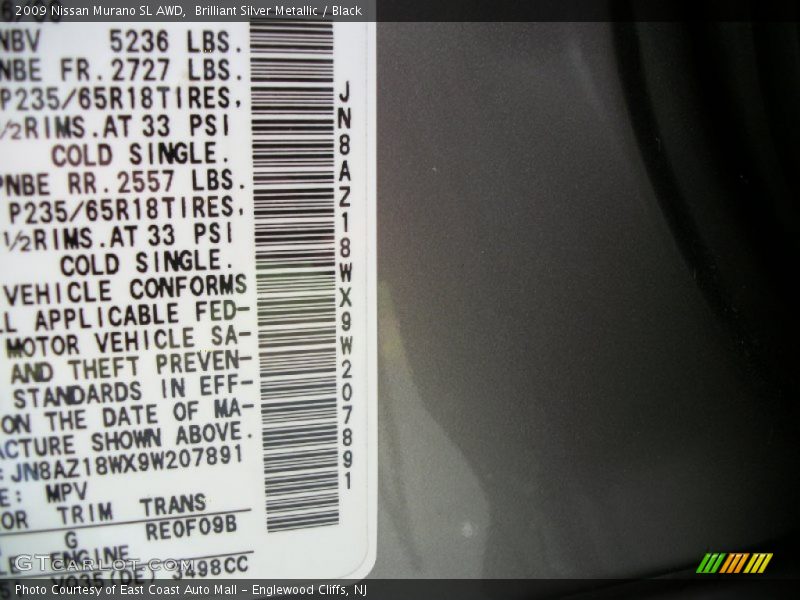 2009 Nissan Murano SL AWD,  Brilliant Silver Metallic / Black
5236 LBS.
FR.2727 LBS.
P235/65R18TIRES,
1/2RIMS.AT 33 PSI
COLD SINGLE.
RR.2557 LBS.
P235/65R18TIRES,
1/2RIMS.AT 33 PSI
COLD SINGLE.
VEHICLE CONFORMS
APPLICABLE FED-
MOTOR VEHICLE SA-
AND THEFT PREVEN-
STANDARDS IN EFF-
ON THE DATE OF MA-
ACTURE SHOWN ABOVE.
:JN8AZ18WX9W207891
E: MPV
OR TRIM TRANS
G RE0F09B
ENGINE
VQ35(DE) 3498CC
JN8AZ18WX9W207891
GTcarlot.com
Photo Courtesy of East Coast Auto Mall – Englewood Cliffs, NJ